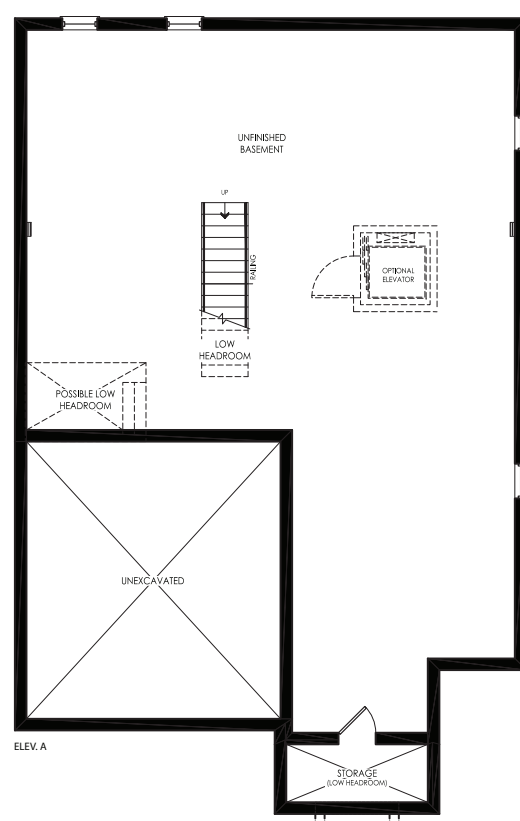 UNFINISHED
BASEMENT
UP
RAILING
OPTIONAL
ELEVATOR
LOW
HEADROOM
POSSIBLE LOW
HEADROOM
UNEXCAVATED
ELEV. A
STORAGE
(LOW HEADROOM)